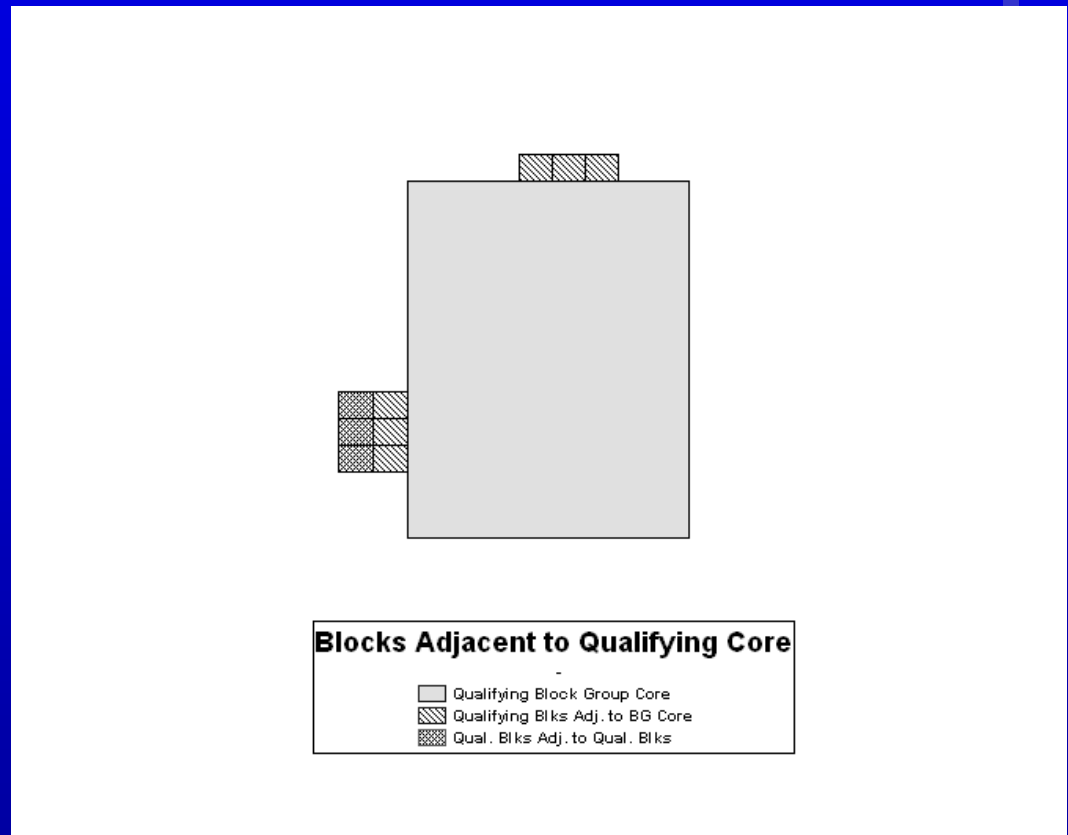 Blocks Adjacent to Qualifying Core
-
Qualifying Block Group Core
Qualifying Blks Adj. to BG Core
Qual. Blks Adj. to Qual. Blks